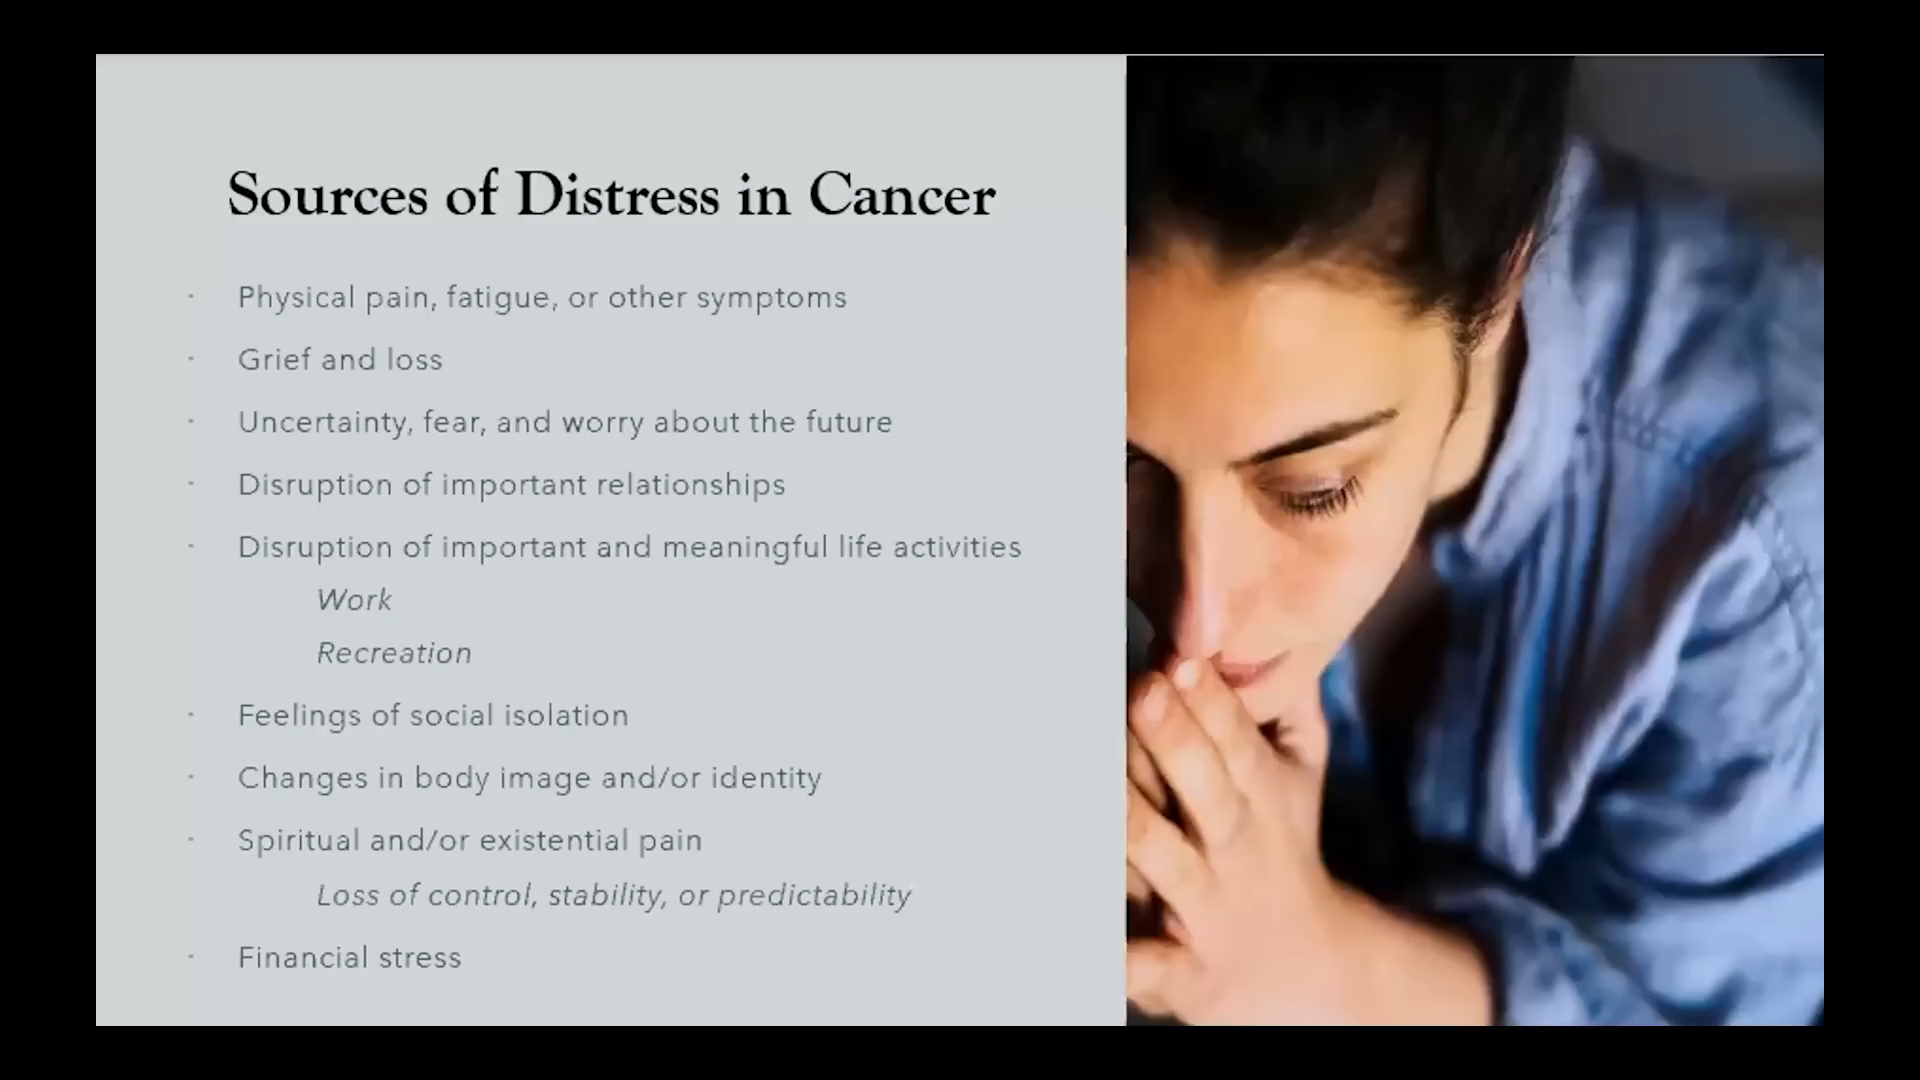 Sources of Distress in Cancer
· Physical pain, fatigue, or other symptoms
· Grief and loss
· Uncertainty, fear, and worry about the future
· Disruption of important relationships
· Disruption of important and meaningful life activities
Work
Recreation
· Feelings of social isolation
· Changes in body image and/or identity
· Spiritual and/or existential pain
Loss of control, stability, or predictability
· Financial stress